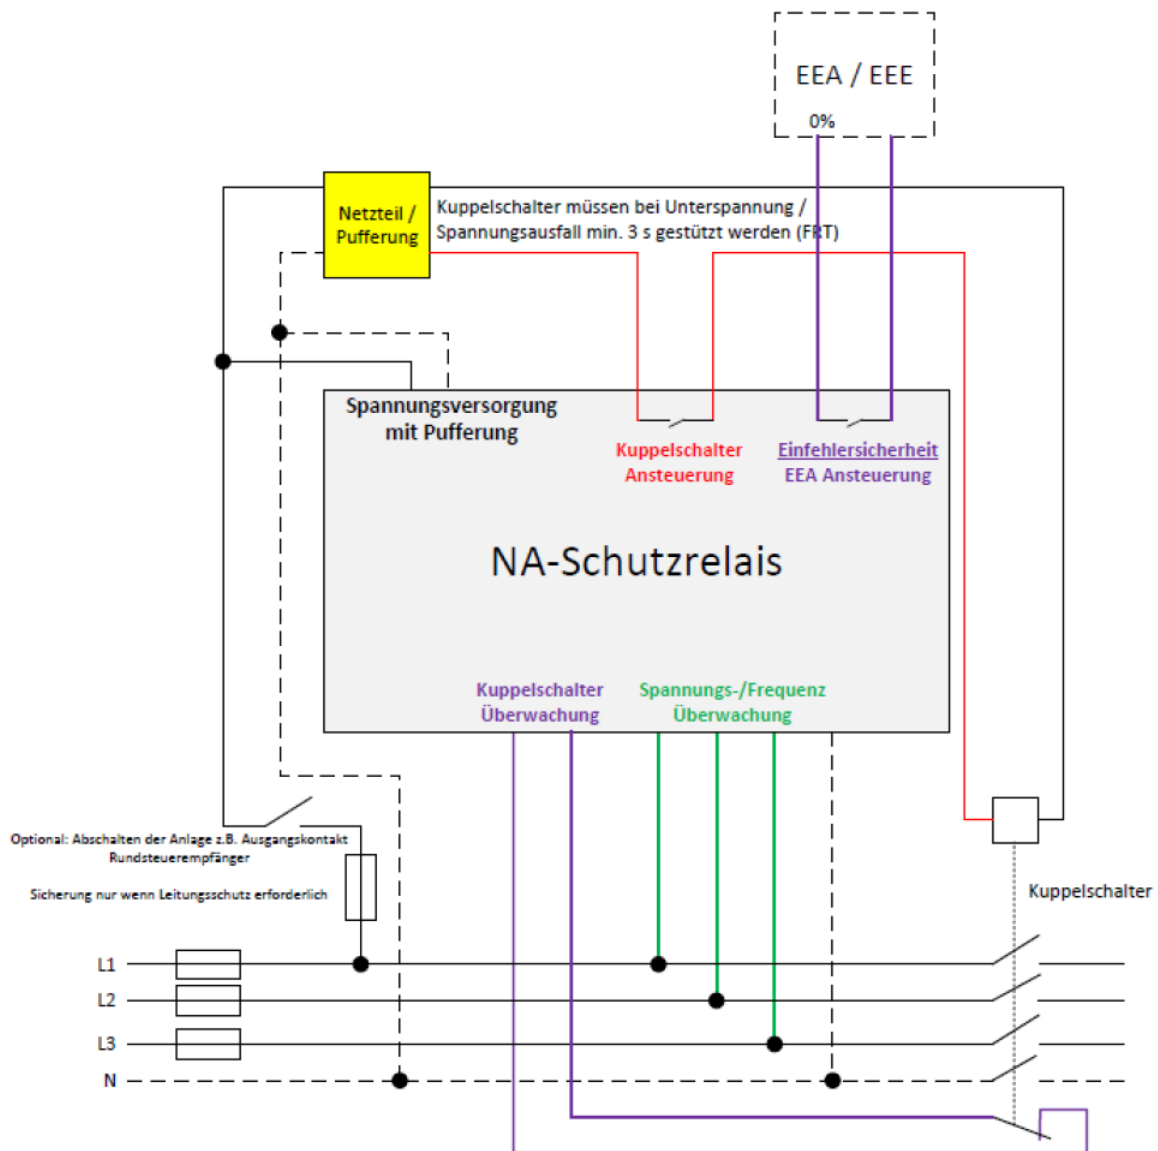 EEA / EEE
0%
Netzteil /
Pufferung
Kuppelschalter müssen bei Unterspannung /
Spannungsausfall min. 3 s gestützt werden (FRT)
Spannungsversorgung
mit Pufferung
Kuppelschalter
Ansteuerung
Einfehlersicherheit
EEA Ansteuerung
NA-Schutzrelais
Kuppelschalter
Überwachung
Spannungs-/Frequenz
Überwachung
Optional: Abschalten der Anlage z.B. Ausgangskontakt
Rundsteuerempfänger
Sicherung nur wenn Leitungsschutz erforderlich
Kuppelschalter
L1
L2
L3
N